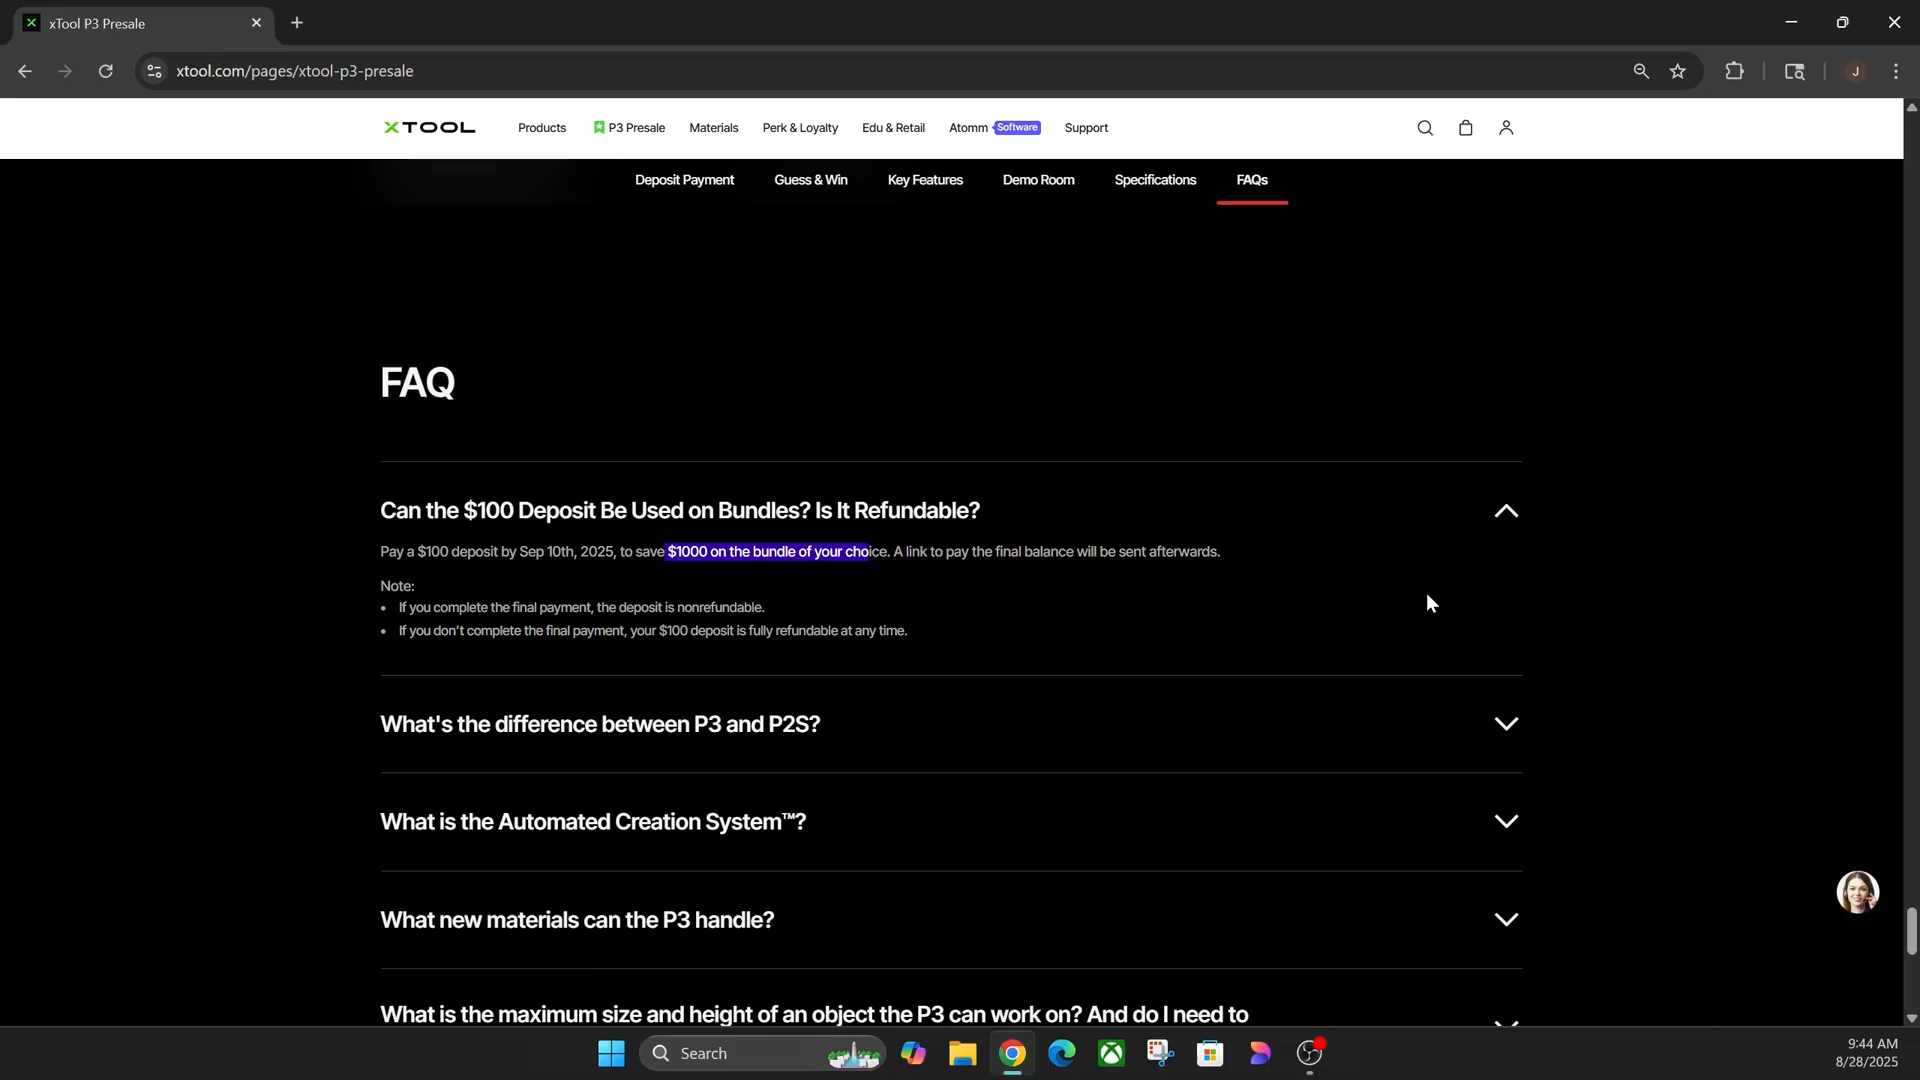 xTool P3 Presale
xtool.com/pages/xtool-p3-presale
J
XTOOL
Products
P3 Presale
Materials
Perk & Loyalty
Edu & Retail
Atomm
Software
Support
Deposit Payment
Guess & Win
Key Features
Demo Room
Specifications
FAQs
FAQ
Can the $100 Deposit Be Used on Bundles? Is It Refundable?
Pay a $100 deposit by Sep 10th, 2025, to save $1000 on the bundle of your choice. A link to pay the final balance will be sent afterwards.
Note:
• If you complete the final payment, the deposit is nonrefundable.
• If you don't complete the final payment, your $100 deposit is fully refundable at any time.
What's the difference between P3 and P2S?
What is the Automated Creation System™?
What new materials can the P3 handle?
What is the maximum size and height of an object the P3 can work on? And do I need to
Search
9:44 AM
8/28/2025